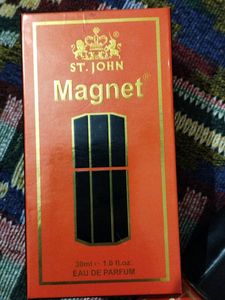 ST. JOHN
Magnet®
30ml ℮ 1.0 fl.oz
EAU DE PARFUM